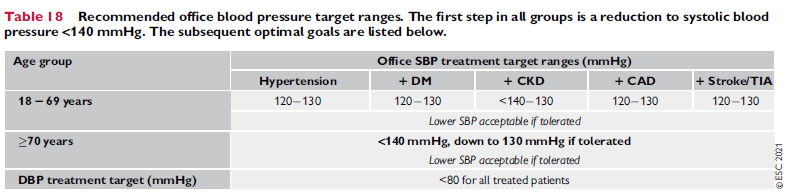 Table 18 Recommended office blood pressure target ranges. The first step in all groups is a reduction to systolic blood
pressure <140 mmHg. The subsequent optimal goals are listed below.
Age group Office SBP treatment target ranges (mmHg)
Hypertension + DM + CKD + CAD + Stroke/TIA
18 – 69 years 120–130 120–130 <140–130 120–130 120–130
Lower SBP acceptable if tolerated
≥70 years <140 mmHg, down to 130 mmHg if tolerated
Lower SBP acceptable if tolerated
DBP treatment target (mmHg) <80 for all treated patients
© ESC 2021